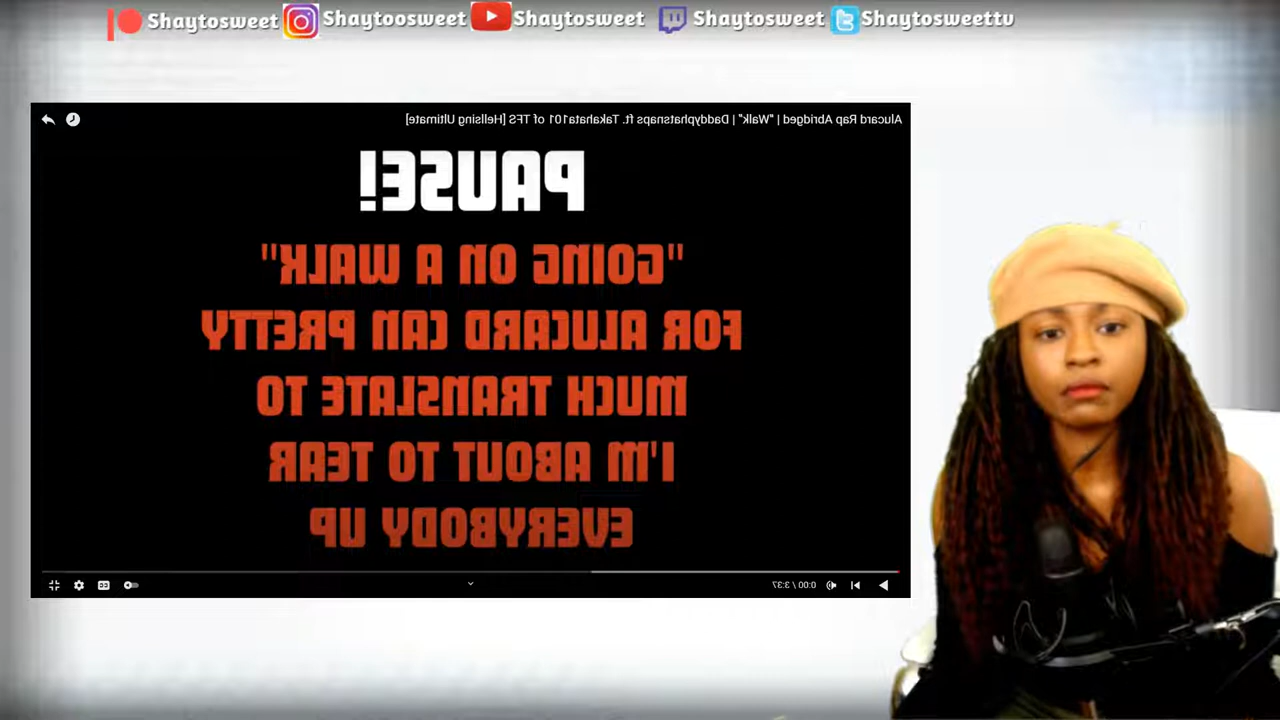 Shaytosweet Shaytoosweet Shaytosweet Shaytosweet Shaytosweettv
Alucard Rap Abridged | "Walk" | Daddyphatsnaps ft. Takahata101 of TFS [Hellsing Ultimate]
PAUSE!
"GOING ON A WALK"
FOR ALUCARD CAN PRETTY
MUCH TRANSLATE TO
I'M ABOUT TO TEAR
EVERYBODY UP
0:00 / 3:37
CC